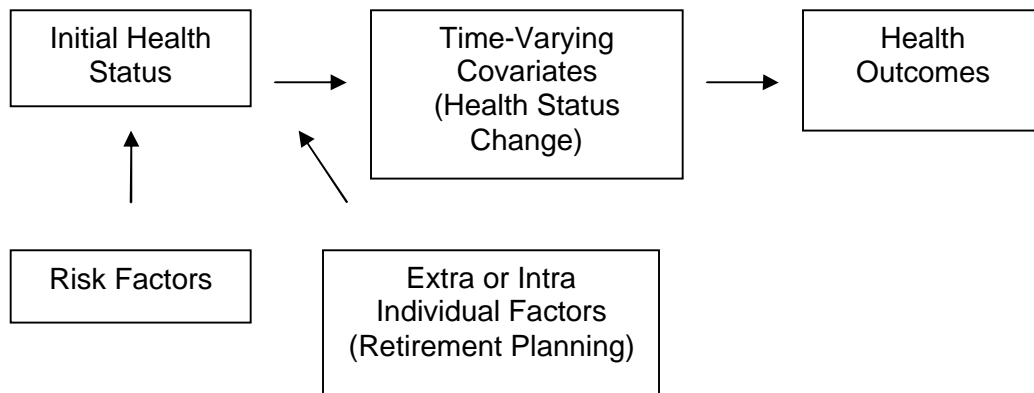 Initial Health
Status
Time-Varying
Covariates
(Health Status
Change)
Health
Outcomes
Risk Factors
Extra or Intra
Individual Factors
(Retirement Planning)